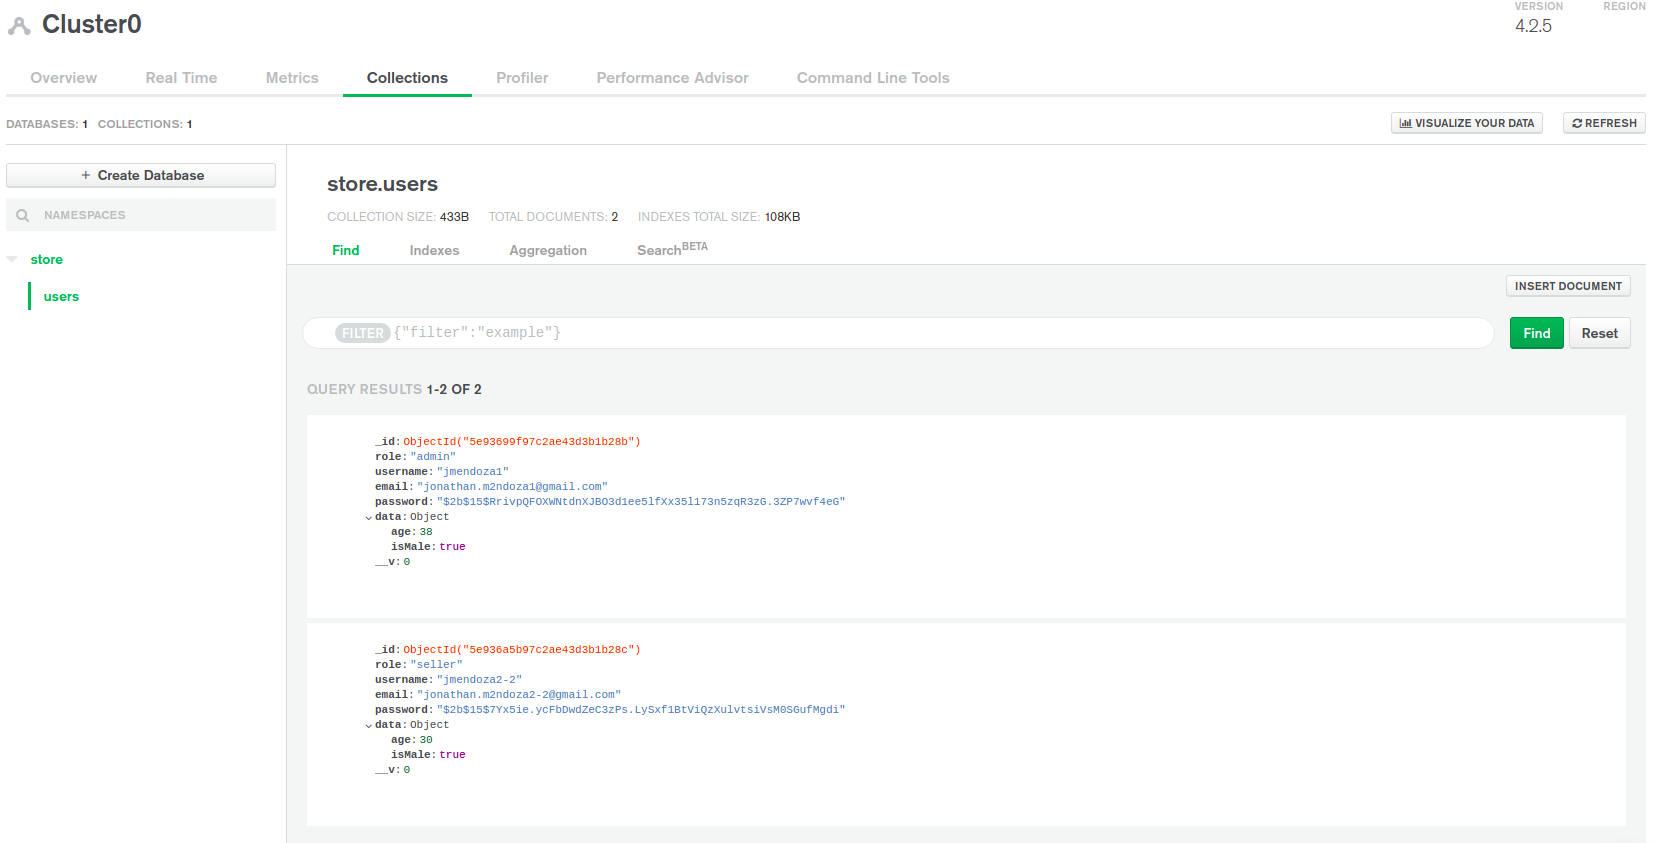 Cluster0
VERSION
REGION
4.2.5
Overview
Real Time
Metrics
Collections
Profiler
Performance Advisor
Command Line Tools
DATABASES: 1 COLLECTIONS: 1
VISUALIZE YOUR DATA
REFRESH
+ Create Database
NAMESPACES
store
users
store.users
COLLECTION SIZE: 433B TOTAL DOCUMENTS: 2 INDEXES TOTAL SIZE: 108KB
Find
Indexes
Aggregation
SearchBETA
INSERT DOCUMENT
FILTER {"filter":"example"}
Find
Reset
QUERY RESULTS 1-2 OF 2
_id: ObjectId("5e93699f97c2ae43d3b1b28b")
role: "admin"
username: "jmendoza1"
email: "jonathan.m2ndoza1@gmail.com"
password: "$2b$15$RrivpQFOXWNtdnXJBO3d1ee5lfXx35l173n5zqR3zG.3ZP7wvf4eG"
data: Object
age: 38
isMale: true
__v: 0
_id: ObjectId("5e936a5b97c2ae43d3b1b28c")
role: "seller"
username: "jmendoza2-2"
email: "jonathan.m2ndoza2-2@gmail.com"
password: "$2b$15$7Yx5ie.ycFbDwdZeC3zPs.LySxf1BtViQzXulvtsiVsM0SGufMgdi"
data: Object
age: 30
isMale: true
__v: 0